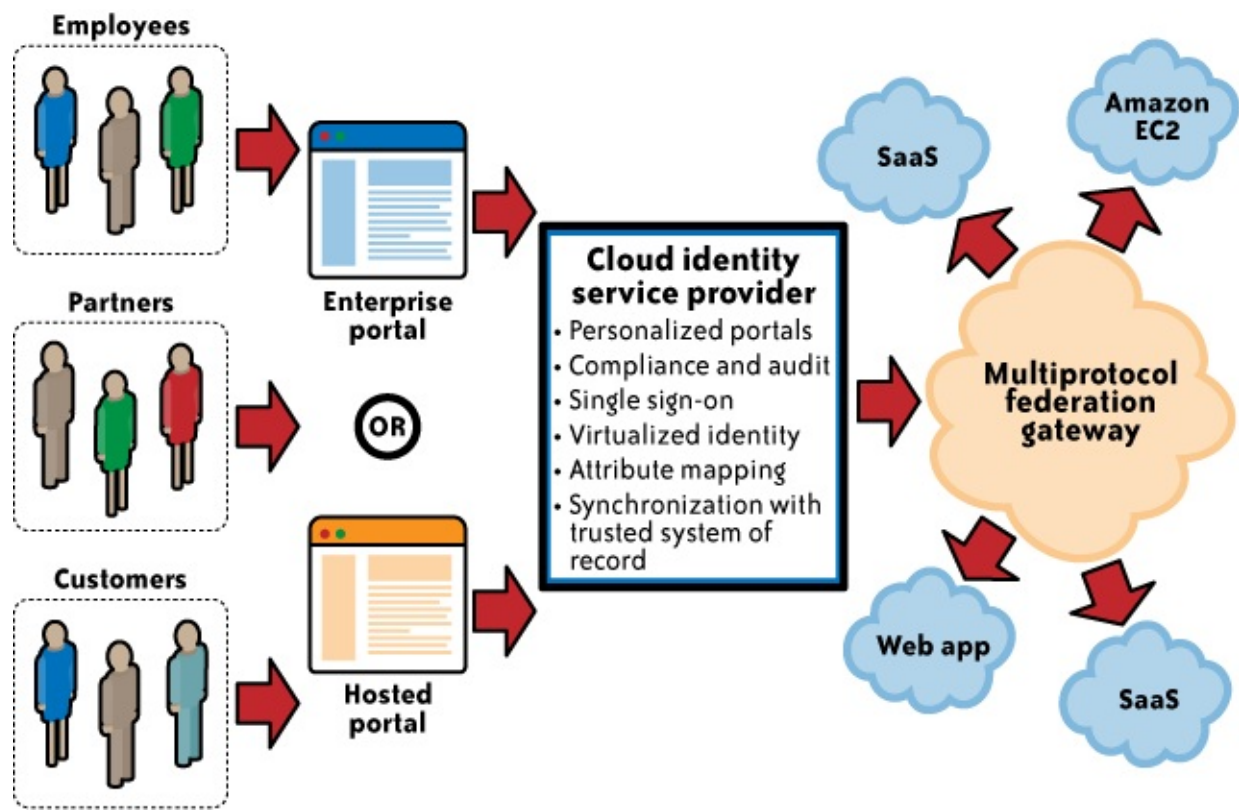 Employees
Partners
Customers
Enterprise
portal
OR
Hosted
portal
Cloud identity
service provider
• Personalized portals
• Compliance and audit
• Single sign-on
• Virtualized identity
• Attribute mapping
• Synchronization with
trusted system of
record
Multiprotocol
federation
gateway
SaaS
Amazon
EC2
Web app
SaaS